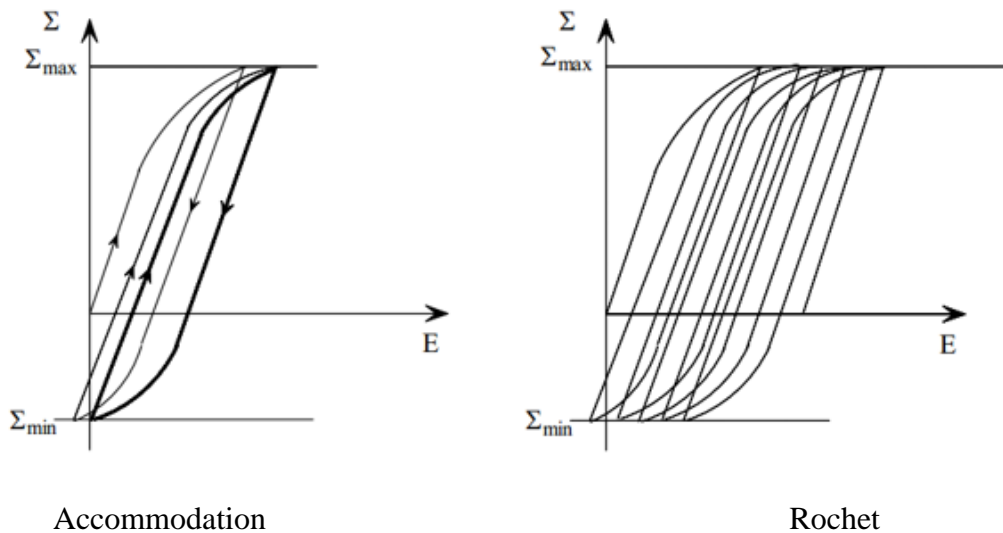 Σ Σ
Σmax Σmax
E E
Σmin Σmin
Accommodation Rochet